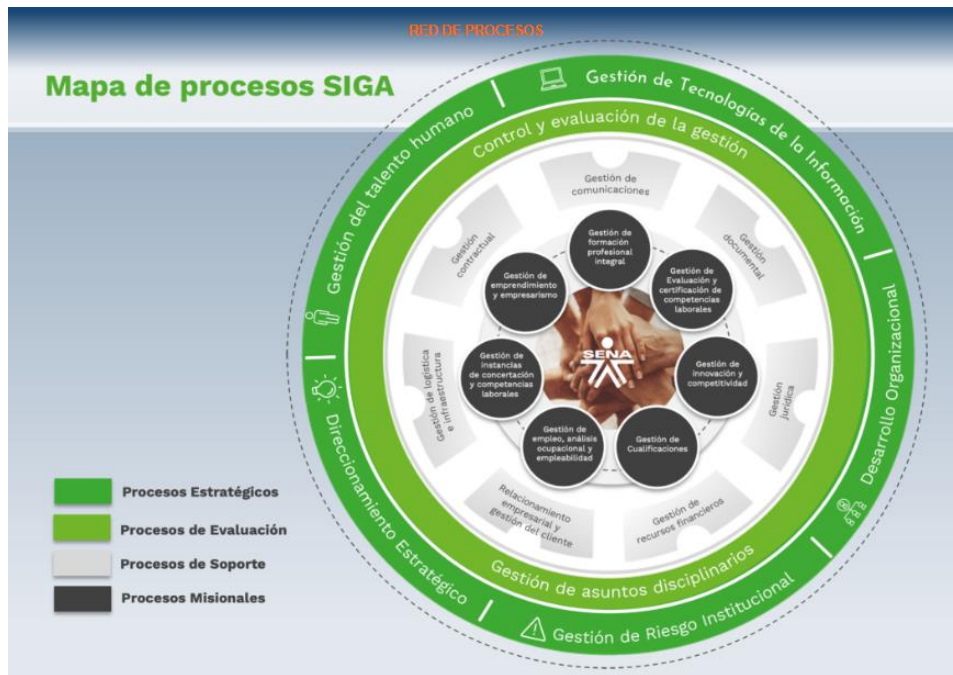 RED DE PROCESOS
Mapa de procesos SIGA
Gestión del talento humano
Gestión de Tecnologías de la Información
Desarrollo Organizacional
Gestión de Riesgo Institucional
Direccionamiento Estratégico
Control y evaluación de la gestión
Gestión de asuntos disciplinarios
Gestión de
comunicaciones
Gestión
documental
Gestión
jurídica
Gestión de
recursos financieros
Relacionamiento
empresarial y
gestión del cliente
Gestión de logística
e infraestructura
Gestión
contractual
Gestión de
formación
profesional
integral
Gestión de
Evaluación y
certificación de
competencias
laborales
Gestión de
innovación y
competitividad
Gestión de
Cualificaciones
Gestión de
empleo, análisis
ocupacional y
empleabilidad
Gestión de
instancias
de concertación
y competencias
laborales
Gestión de
emprendimiento
y empresarismo
SENA
Procesos Estratégicos
Procesos de Evaluación
Procesos de Soporte
Procesos Misionales